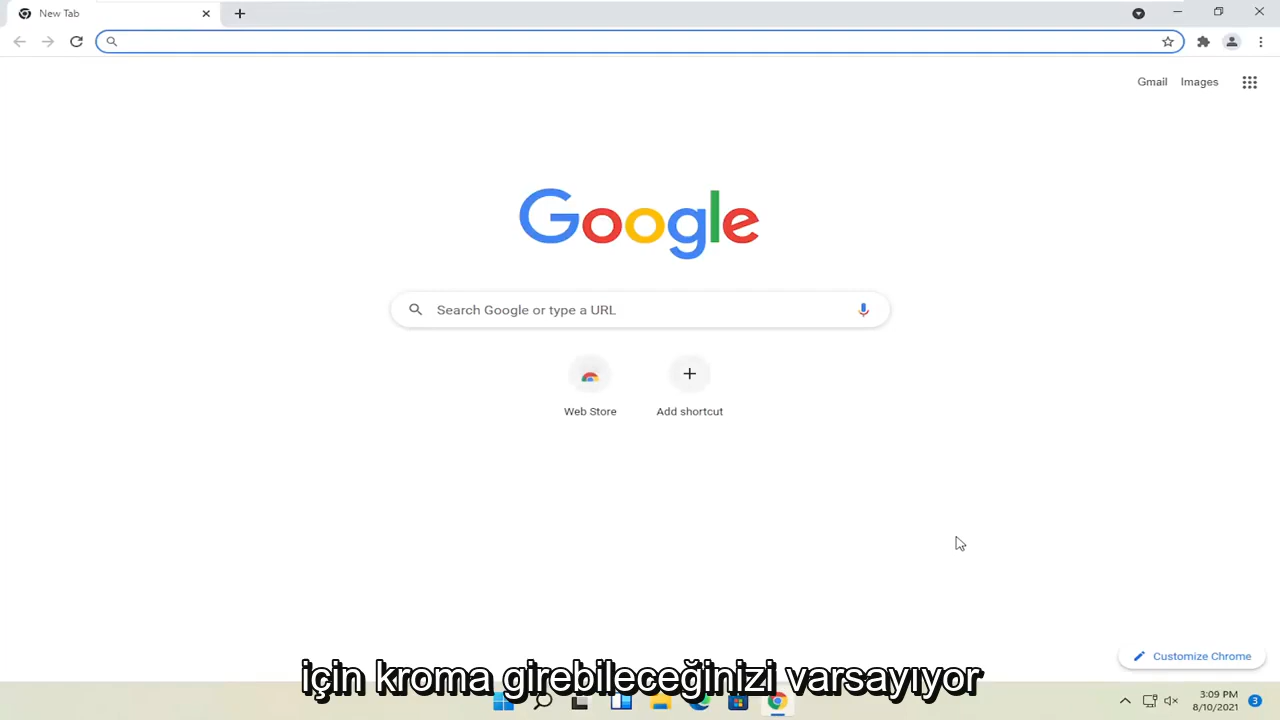 New Tab
Gmail Images
Google
Search Google or type a URL
Web Store Add shortcut
Customize Chrome
için kroma girebileceğinizi varsayıyor
3:09 PM
8/10/2021
3